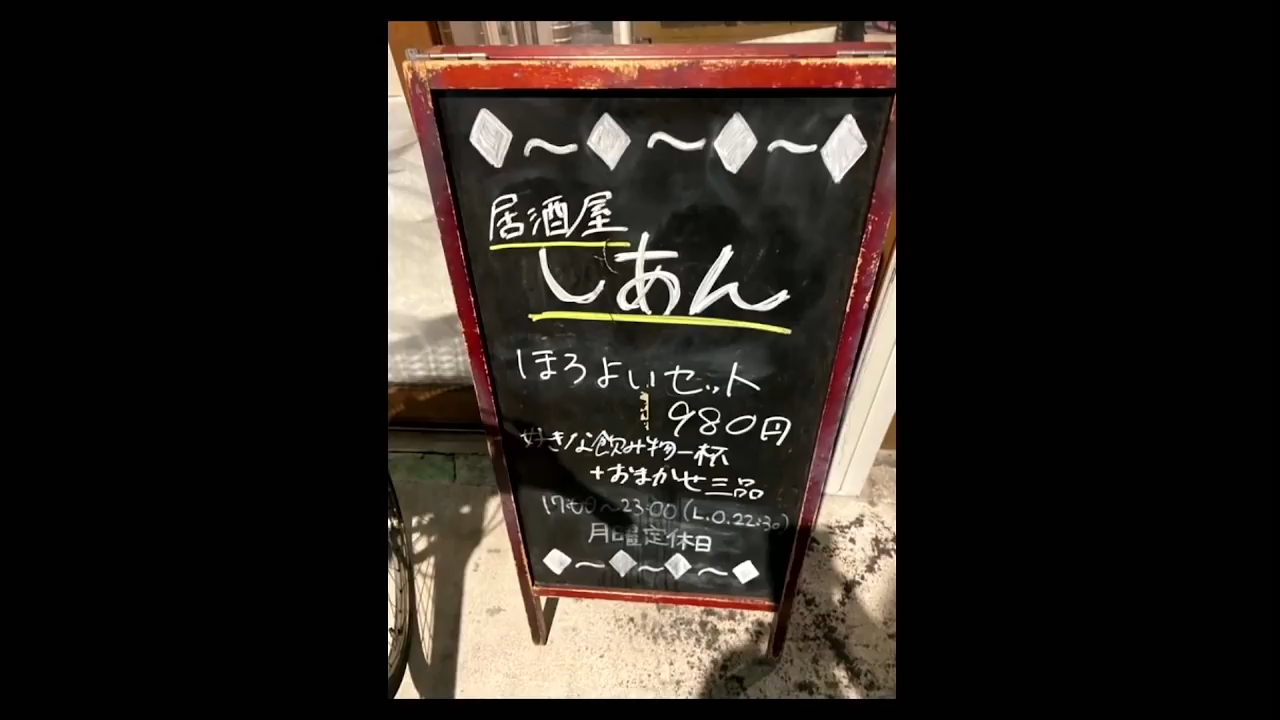 居酒屋
しあん
ほろよいセット
980円
好きな飲み物一杯
+おまかせ三品
17:00~23:00(L.O.22:30)
月曜定休日